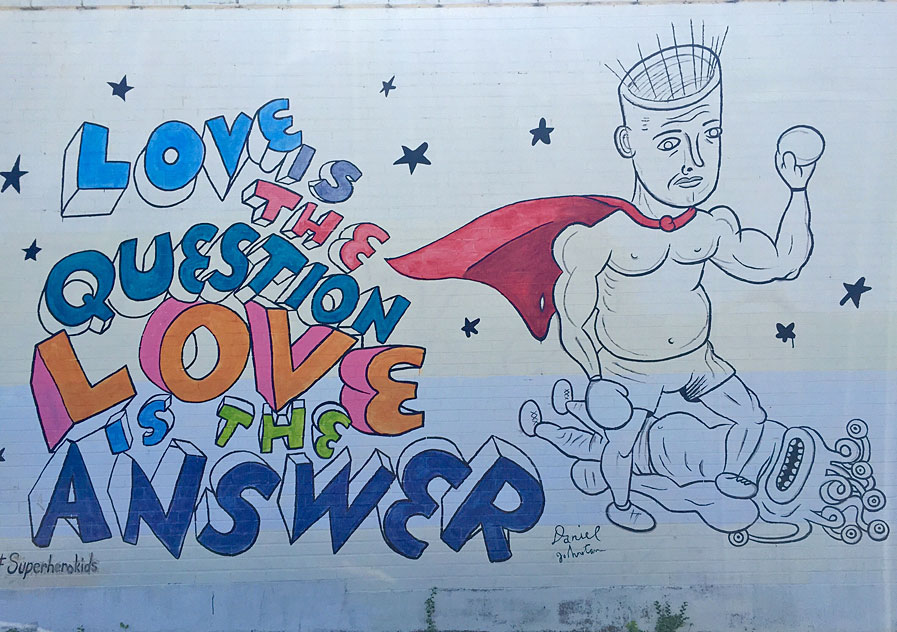 LOVE IS
THE
QUESTION
LOVE
IS THE
ANSWER
Daniel
Johnston
#Superherokids